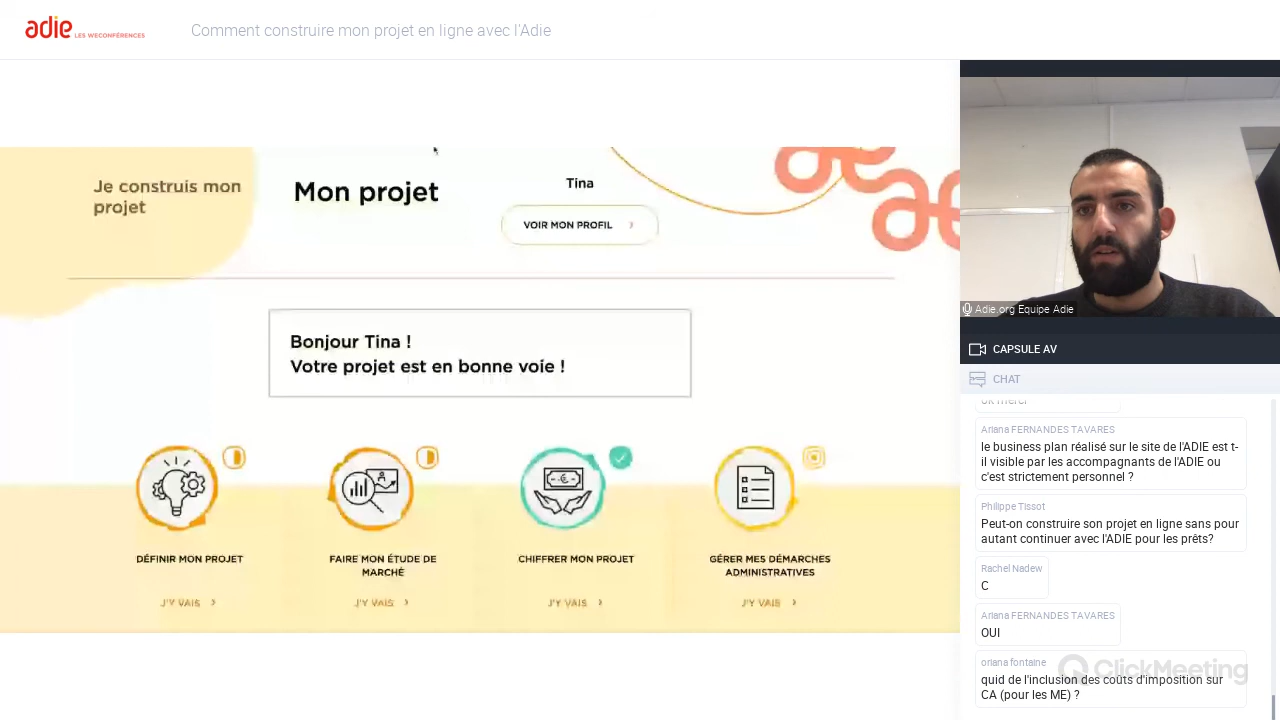 adie LES WECONFÉRENCES
Comment construire mon projet en ligne avec l'Adie
Je construis mon
projet
Mon projet
Tina
VOIR MON PROFIL
Bonjour Tina !
Votre projet est en bonne voie !
DÉFINIR MON PROJET
J'Y VAIS
FAIRE MON ÉTUDE DE
MARCHÉ
J'Y VAIS
CHIFFRER MON PROJET
J'Y VAIS
GÉRER MES DÉMARCHES
ADMINISTRATIVES
J'Y VAIS
Adie.org Equipe Adie
CAPSULE AV
CHAT
ok merci
Ariana FERNANDES TAVARES
le business plan réalisé sur le site de l'ADIE est t-
il visible par les accompagnants de l'ADIE ou
c'est strictement personnel ?
Philippe Tissot
Peut-on construire son projet en ligne sans pour
autant continuer avec l'ADIE pour les prêts?
Rachel Nadew
C
Ariana FERNANDES TAVARES
OUI
oriana fontaine
quid de l'inclusion des coûts d'imposition sur
CA (pour les ME) ?
ClickMeeting